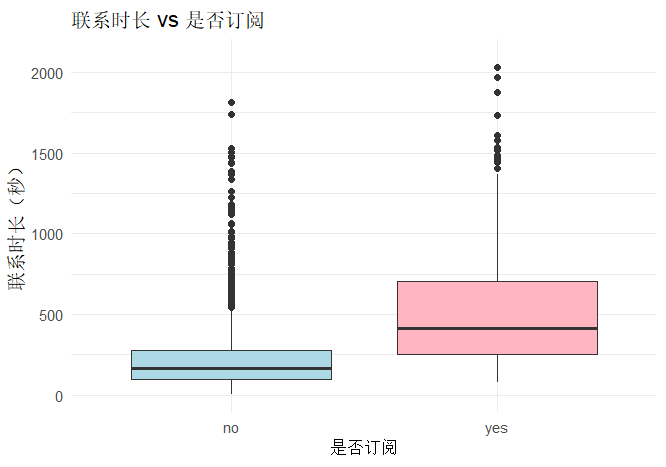 联系时长 vs 是否订阅
联系时长（秒）
2000
1500
1000
500
0
no
yes
是否订阅